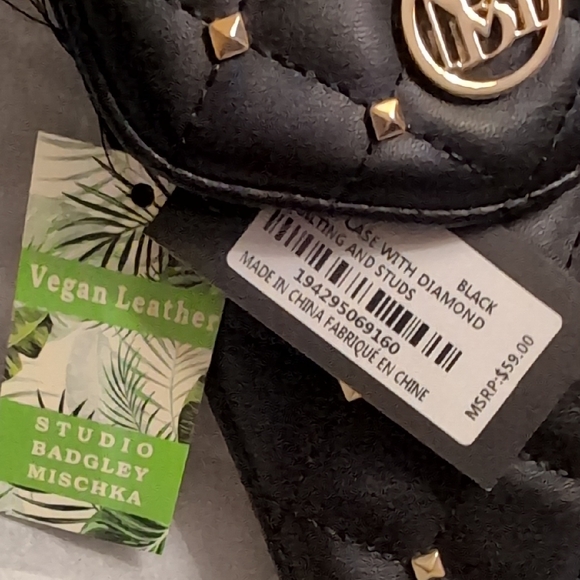 Vegan Leather
STUDIO
BADGLEY
MISCHKA
CASE WITH DIAMOND
AND STUDS
BLACK
194295069160
MADE IN CHINA FABRIQUÉ EN CHINE
MSRP:$59.00